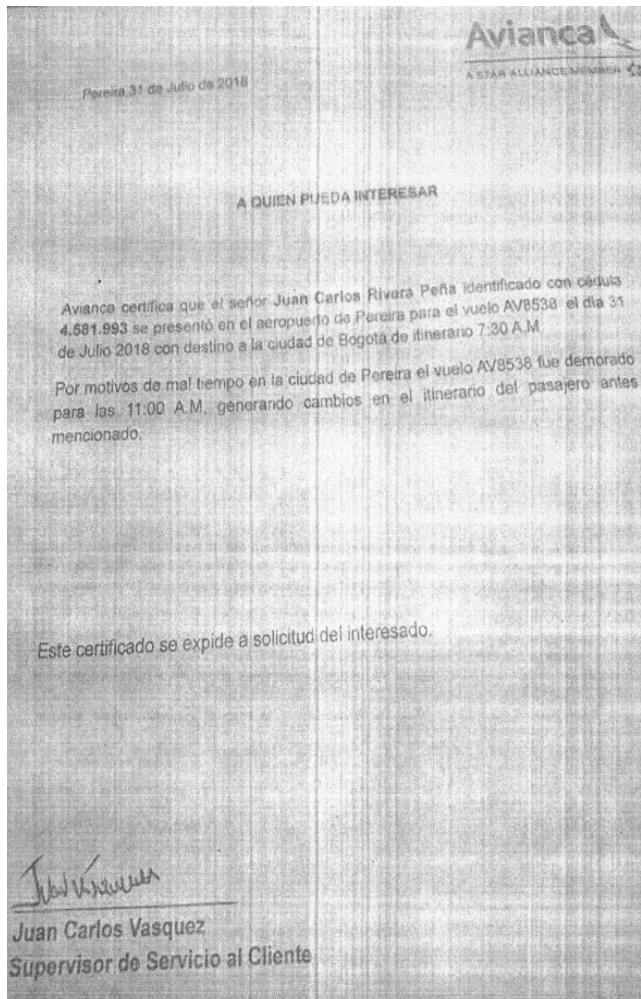 Avianca
A STAR ALLIANCE MEMBER
Pereira,31 de Julio de 2018
A QUIEN PUEDA INTERESAR
Avianca certifica que el señor Juan Carlos Rivera Peña identificado con cédula
4.581.993 se presentó en el aeropuerto de Pereira para el vuelo AV8538 el día 31
de Julio 2018 con destino a la ciudad de Bogotá de itinerario 7:30 A.M
Por motivos de mal tiempo en la ciudad de Pereira el vuelo AV8538 fue demorado
para las 11:00 A.M, generando cambios en el itinerario del pasajero antes
mencionado.
Este certificado se expide a solicitud del interesado.
Juan Carlos Vasquez
Supervisor de Servicio al Cliente